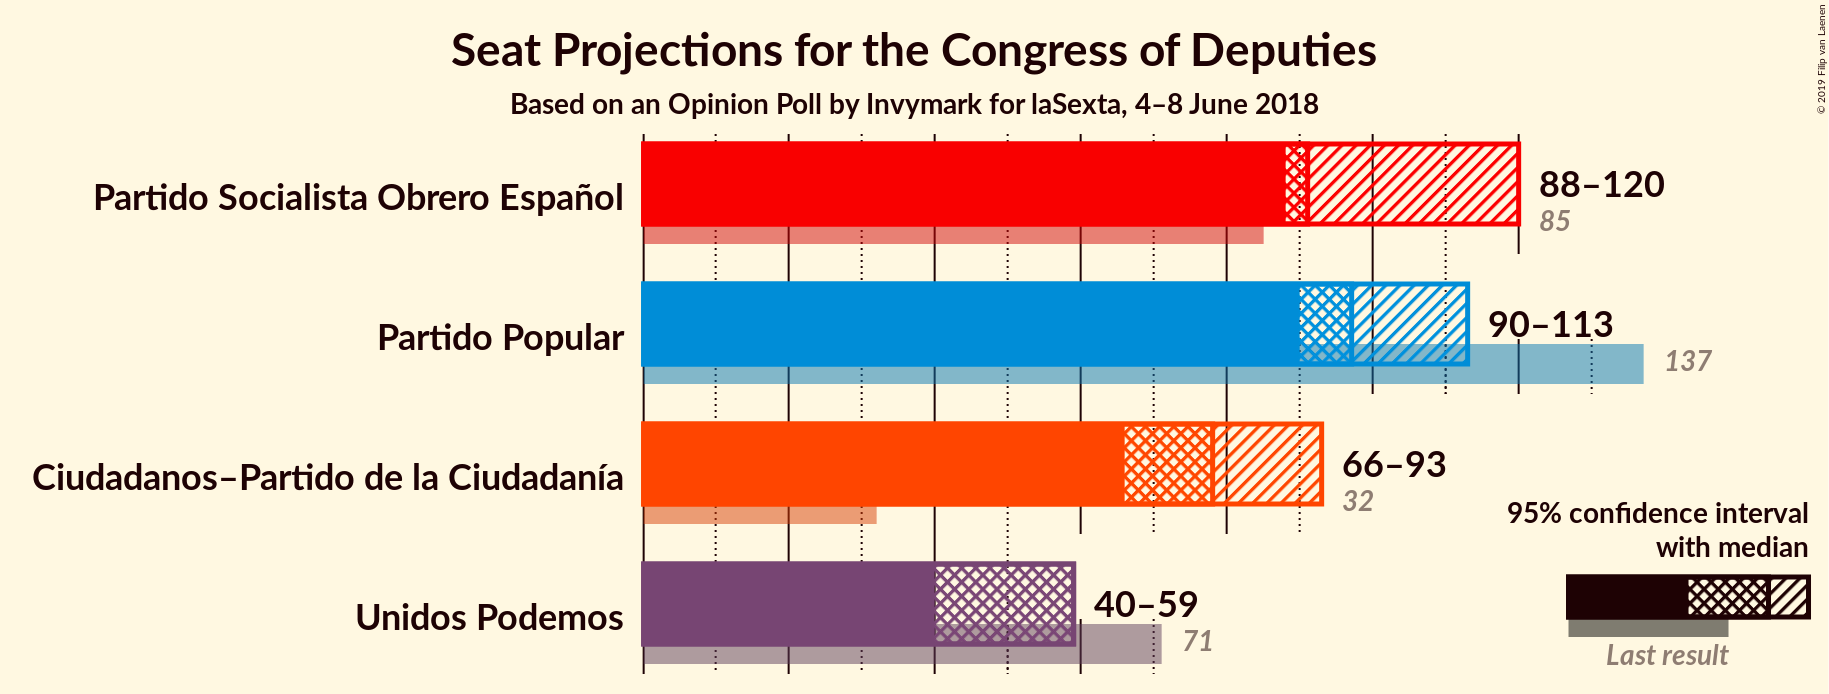 Seat Projections for the Congress of Deputies
Based on an Opinion Poll by Invymark for laSexta, 4–8 June 2018
© 2019 Filip van Laenen
Partido Socialista Obrero Español
88–120
85
Partido Popular
90–113
137
Ciudadanos–Partido de la Ciudadanía
66–93
32
Unidos Podemos
40–59
71
95% confidence interval
with median
Last result